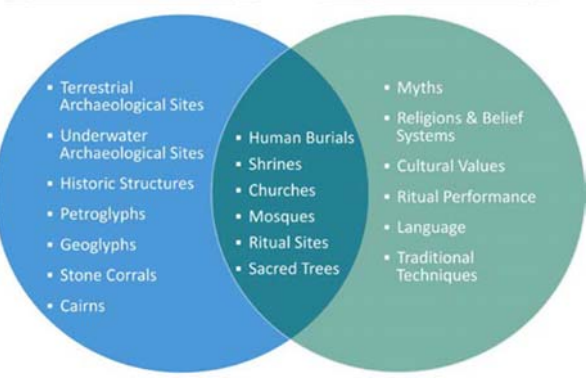 ▪ Terrestrial
Archaeological Sites
▪ Underwater
Archaeological Sites
▪ Historic Structures
▪ Petroglyphs
▪ Geoglyphs
▪ Stone Corrals
▪ Cairns
▪ Human Burials
▪ Shrines
▪ Churches
▪ Mosques
▪ Ritual Sites
▪ Sacred Trees
▪ Myths
▪ Religions & Belief
Systems
▪ Cultural Values
▪ Ritual Performance
▪ Language
▪ Traditional
Techniques